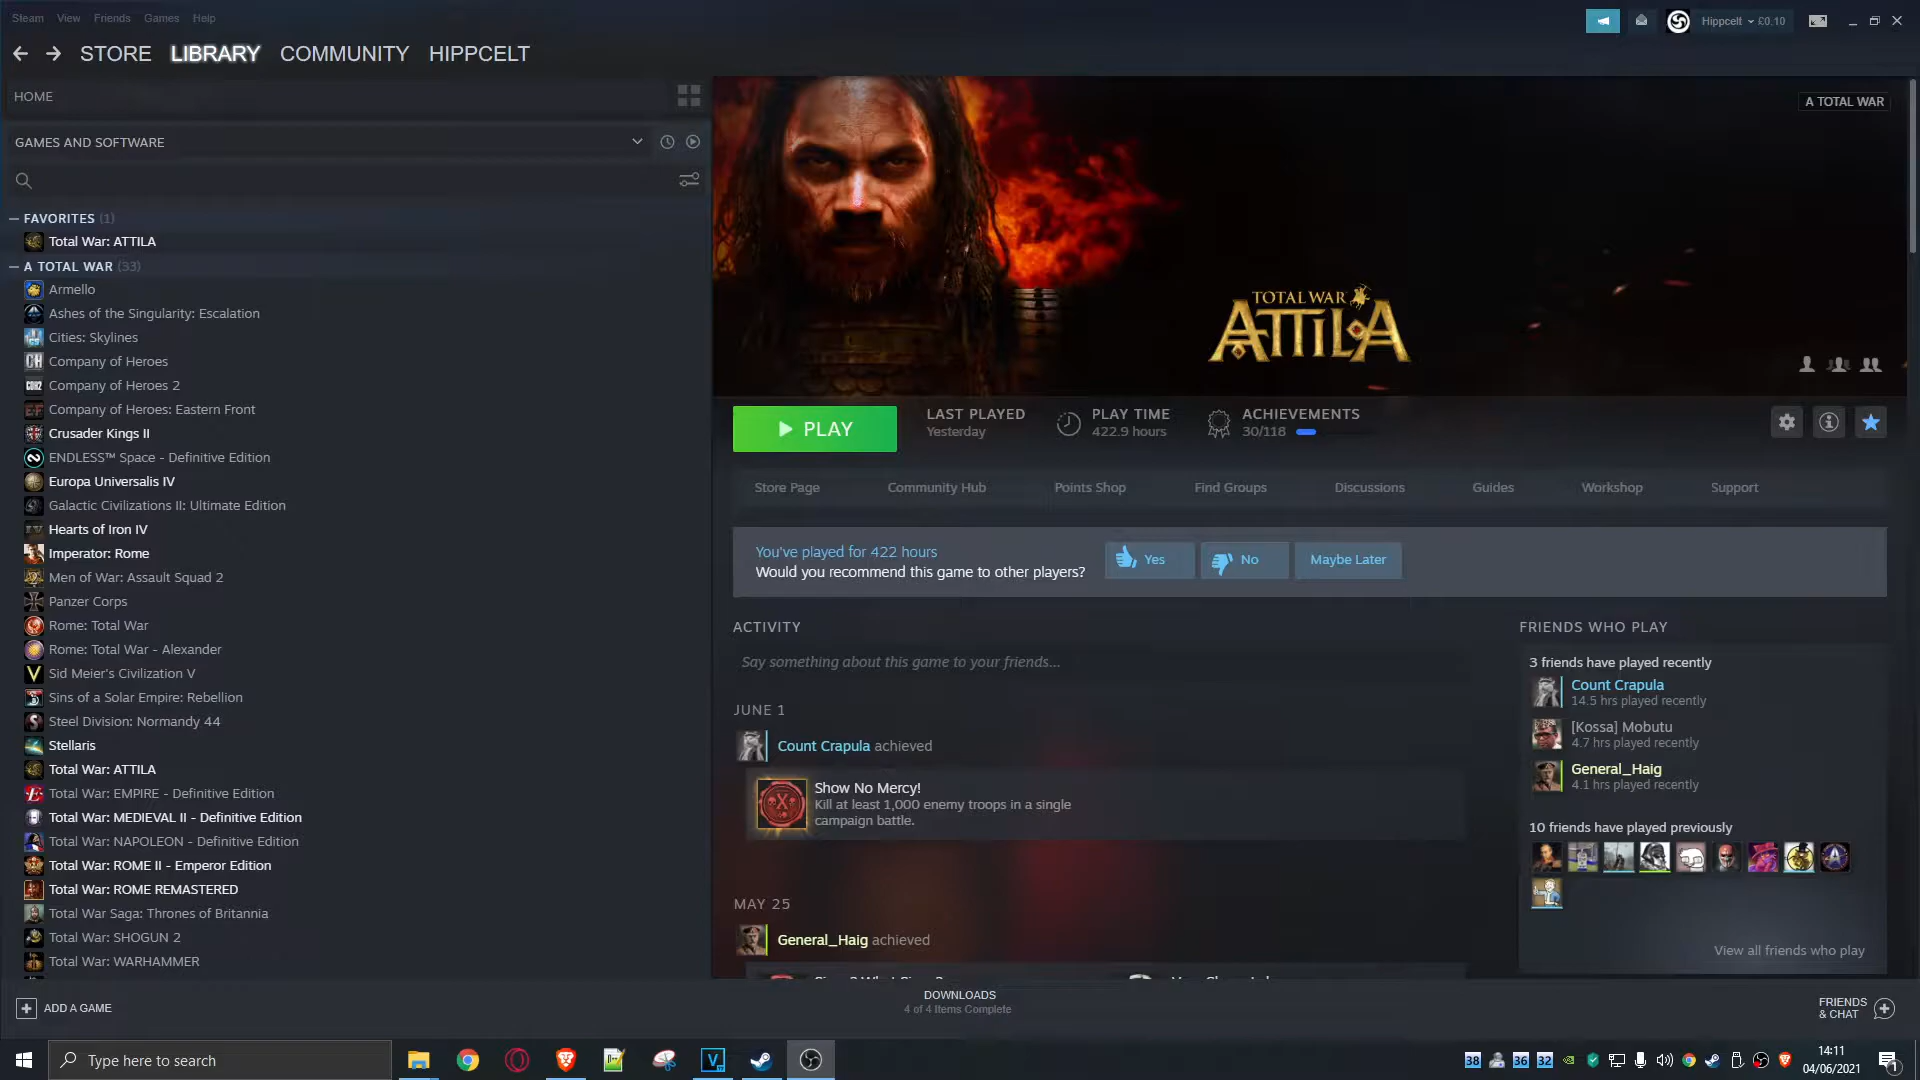 Steam View Friends Games Help
Hippcelt £0.10
STORE LIBRARY COMMUNITY HIPPCELT
HOME
GAMES AND SOFTWARE
FAVORITES (1)
Total War: ATTILA
A TOTAL WAR (33)
Armello
Ashes of the Singularity: Escalation
Cities: Skylines
Company of Heroes
Company of Heroes 2
Company of Heroes: Eastern Front
Crusader Kings II
ENDLESS™ Space - Definitive Edition
Europa Universalis IV
Galactic Civilizations II: Ultimate Edition
Hearts of Iron IV
Imperator: Rome
Men of War: Assault Squad 2
Panzer Corps
Rome: Total War
Rome: Total War - Alexander
Sid Meier's Civilization V
Sins of a Solar Empire: Rebellion
Steel Division: Normandy 44
Stellaris
Total War: ATTILA
Total War: EMPIRE - Definitive Edition
Total War: MEDIEVAL II - Definitive Edition
Total War: NAPOLEON - Definitive Edition
Total War: ROME II - Emperor Edition
Total War: ROME REMASTERED
Total War Saga: Thrones of Britannia
Total War: SHOGUN 2
Total War: WARHAMMER
ADD A GAME
A TOTAL WAR
TOTAL WAR
ATTILA
PLAY
LAST PLAYED
Yesterday
PLAY TIME
422.9 hours
ACHIEVEMENTS
30/118
Store Page Community Hub Points Shop Find Groups Discussions Guides Workshop Support
You've played for 422 hours
Would you recommend this game to other players?
Yes No Maybe Later
ACTIVITY
Say something about this game to your friends...
JUNE 1
Count Crapula achieved
Show No Mercy!
Kill at least 1,000 enemy troops in a single
campaign battle.
MAY 25
General_Haig achieved
FRIENDS WHO PLAY
3 friends have played recently
Count Crapula
14.5 hrs played recently
[Kossa] Mobutu
4.7 hrs played recently
General_Haig
4.1 hrs played recently
10 friends have played previously
View all friends who play
DOWNLOADS
4 of 4 Items Complete
FRIENDS
& CHAT
Type here to search
38 36 32
14:11
04/06/2021
1